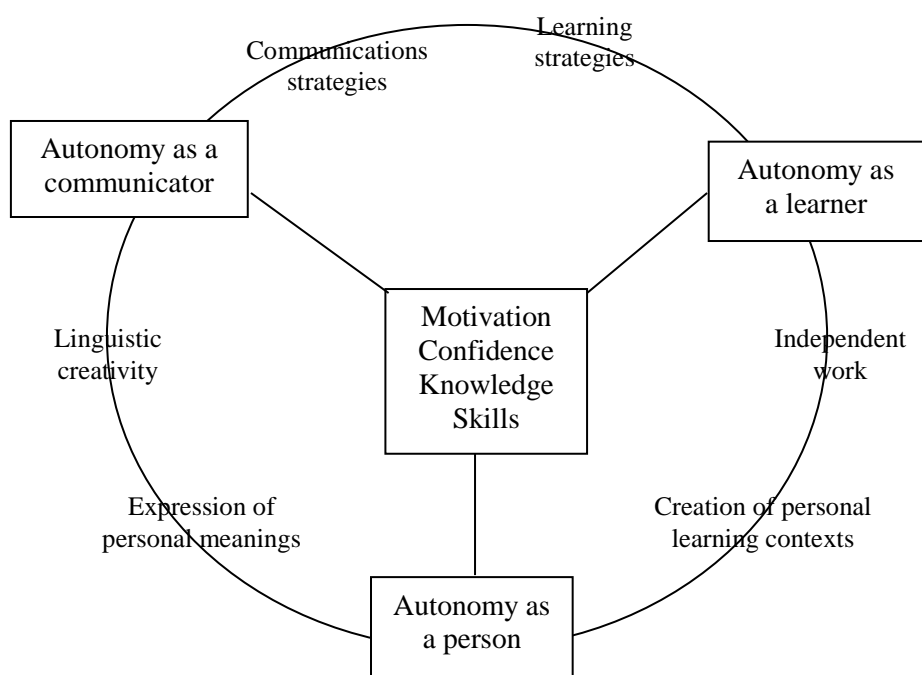 Communications
strategies
Learning
strategies
Autonomy as a
communicator
Autonomy as
a learner
Motivation
Confidence
Knowledge
Skills
Linguistic
creativity
Independent
work
Expression of
personal meanings
Creation of personal
learning contexts
Autonomy as
a person